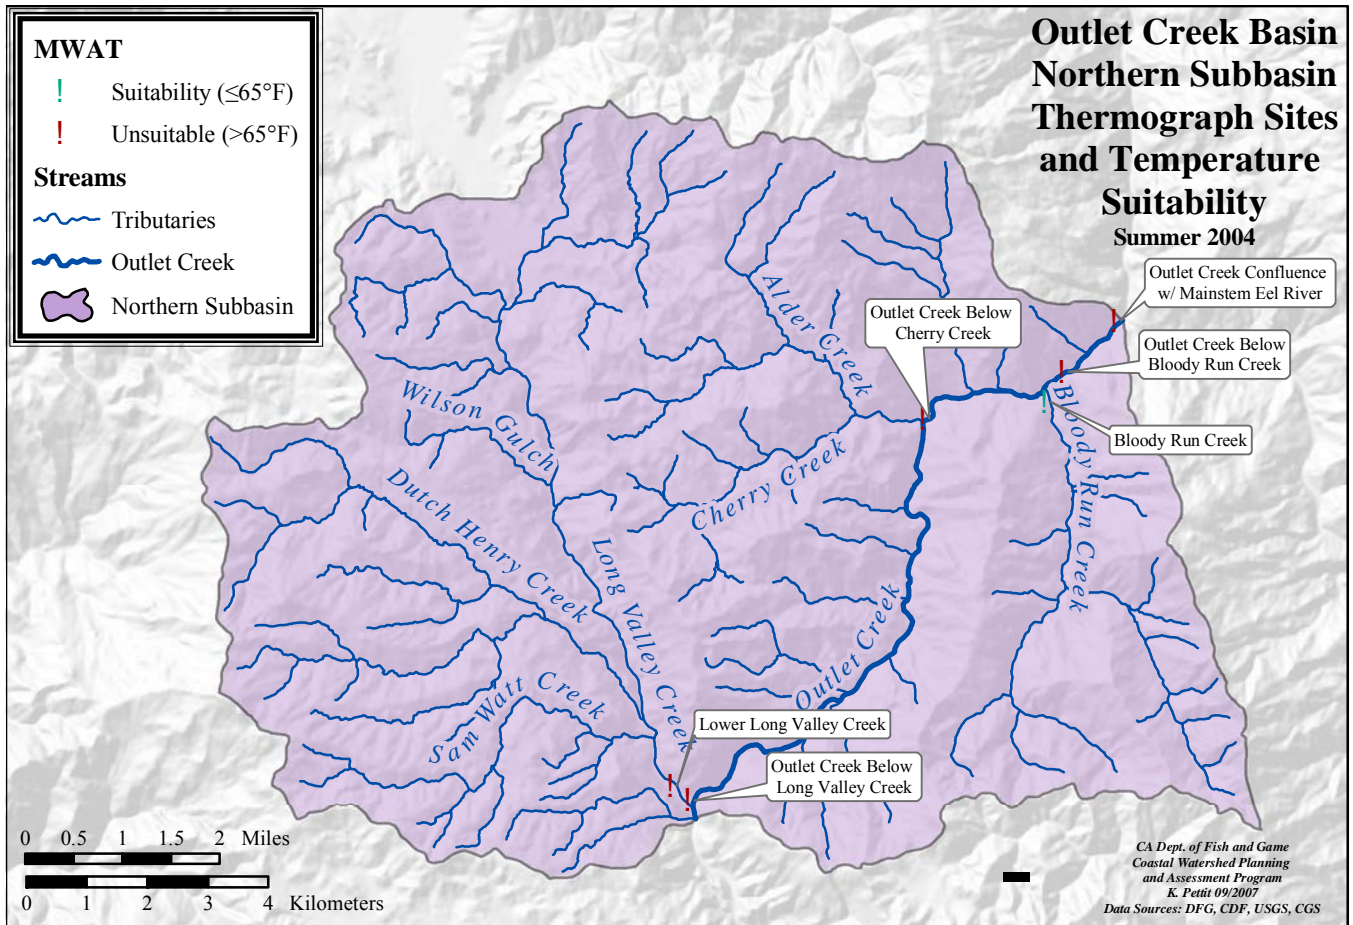 MWAT
! Suitability (≤65°F)
! Unsuitable (>65°F)
Streams
Tributaries
Outlet Creek
Northern Subbasin
Outlet Creek Basin
Northern Subbasin
Thermograph Sites
and Temperature
Suitability
Summer 2004
Outlet Creek Confluence
w/ Mainstem Eel River
Outlet Creek Below
Cherry Creek
Outlet Creek Below
Bloody Run Creek
Bloody Run Creek
Alder Creek
Wilson Gulch
Cherry Creek
Dutch Henry Creek
Long Valley Creek
Bloody Run Creek
Outlet Creek
Sam Watt Creek
Lower Long Valley Creek
Outlet Creek Below
Long Valley Creek
!
!
!
!
!
!
0 0.5 1 1.5 2 Miles
0 1 2 3 4 Kilometers
CA Dept. of Fish and Game
Coastal Watershed Planning
and Assessment Program
K. Pettit 09/2007
Data Sources: DFG, CDF, USGS, CGS